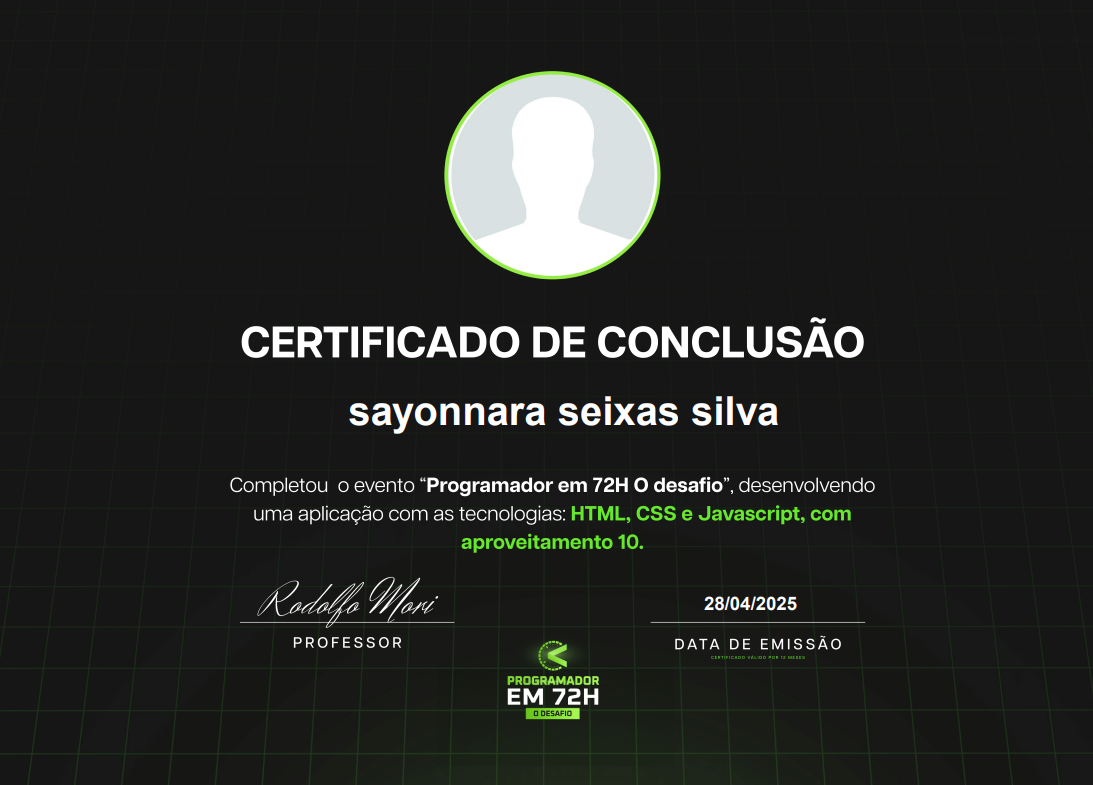 CERTIFICADO DE CONCLUSÃO
sayonnara seixas silva
Completou o evento “Programador em 72H O desafio”, desenvolvendo
uma aplicação com as tecnologias: HTML, CSS e Javascript, com
aproveitamento 10.
Rodolfo Mori
PROFESSOR
28/04/2025
DATA DE EMISSÃO
CERTIFICADO VÁLIDO POR 12 MESES
PROGRAMADOR
EM 72H
O DESAFIO